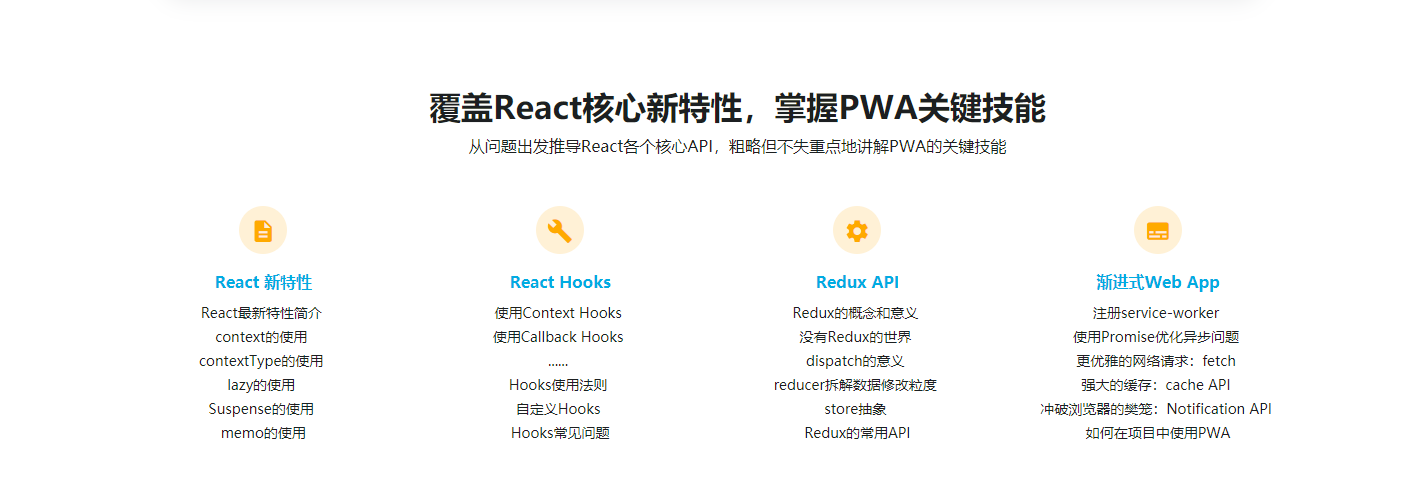 覆盖React核心新特性，掌握PWA关键技能
从问题出发推导React各个核心API，粗略但不失重点地讲解PWA的关键技能
React 新特性
React最新特性简介
context的使用
contextType的使用
lazy的使用
Suspense的使用
memo的使用
React Hooks
使用Context Hooks
使用Callback Hooks
......
Hooks使用法则
自定义Hooks
Hooks常见问题
Redux API
Redux的概念和意义
没有Redux的世界
dispatch的意义
reducer拆解数据修改粒度
store抽象
Redux的常用API
渐进式Web App
注册service-worker
使用Promise优化异步问题
更优雅的网络请求：fetch
强大的缓存：cache API
冲破浏览器的樊笼：Notification API
如何在项目中使用PWA